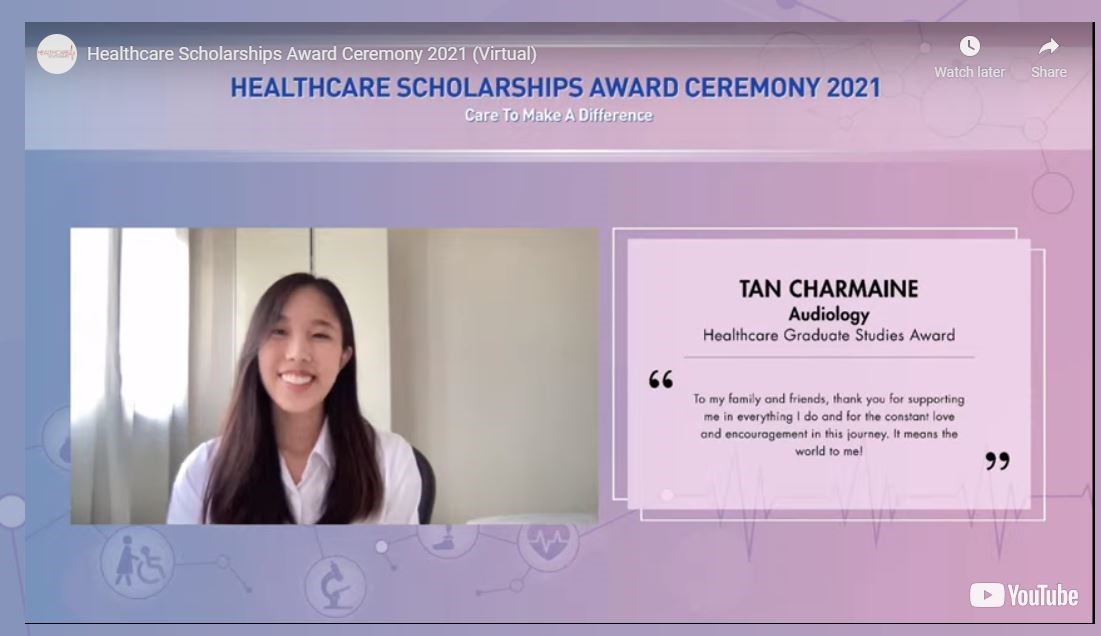 Healthcare Scholarships Award Ceremony 2021 (Virtual)
Watch later
Share
HEALTHCARE SCHOLARSHIPS AWARD CEREMONY 2021
Care To Make A Difference
TAN CHARMAINE
Audiology
Healthcare Graduate Studies Award
“
To my family and friends, thank you for supporting
me in everything I do and for the constant love
and encouragement in this journey. It means the
world to me!
”
YouTube